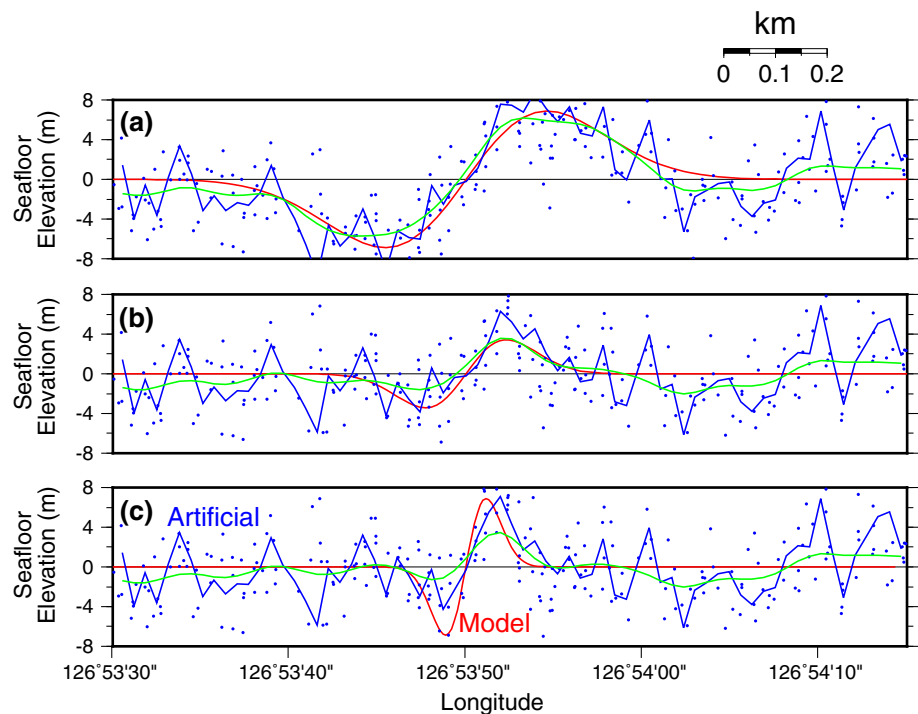 km
0 0.1 0.2
(a)
8
4
0
-4
-8
Seafloor
Elevation (m)
(b)
8
4
0
-4
-8
Seafloor
Elevation (m)
(c)
Artificial
Model
8
4
0
-4
-8
Seafloor
Elevation (m)
126°53'30" 126°53'40" 126°53'50" 126°54'00" 126°54'10"
Longitude